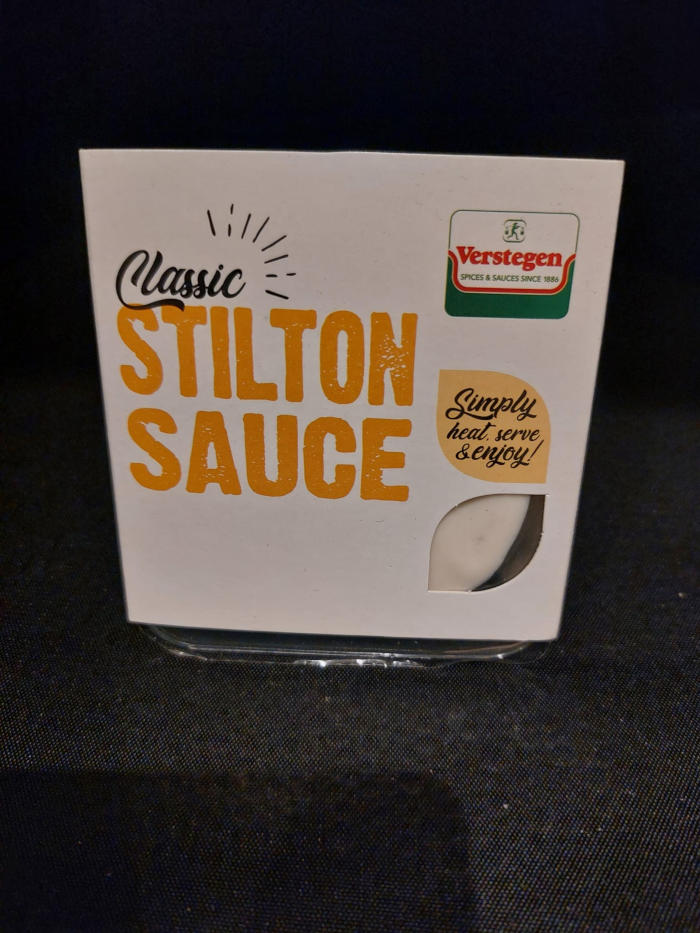 Classic
STILTON
SAUCE
Verstegen
SPICES & SAUCES SINCE 1886
Simply
heat, serve
& enjoy!